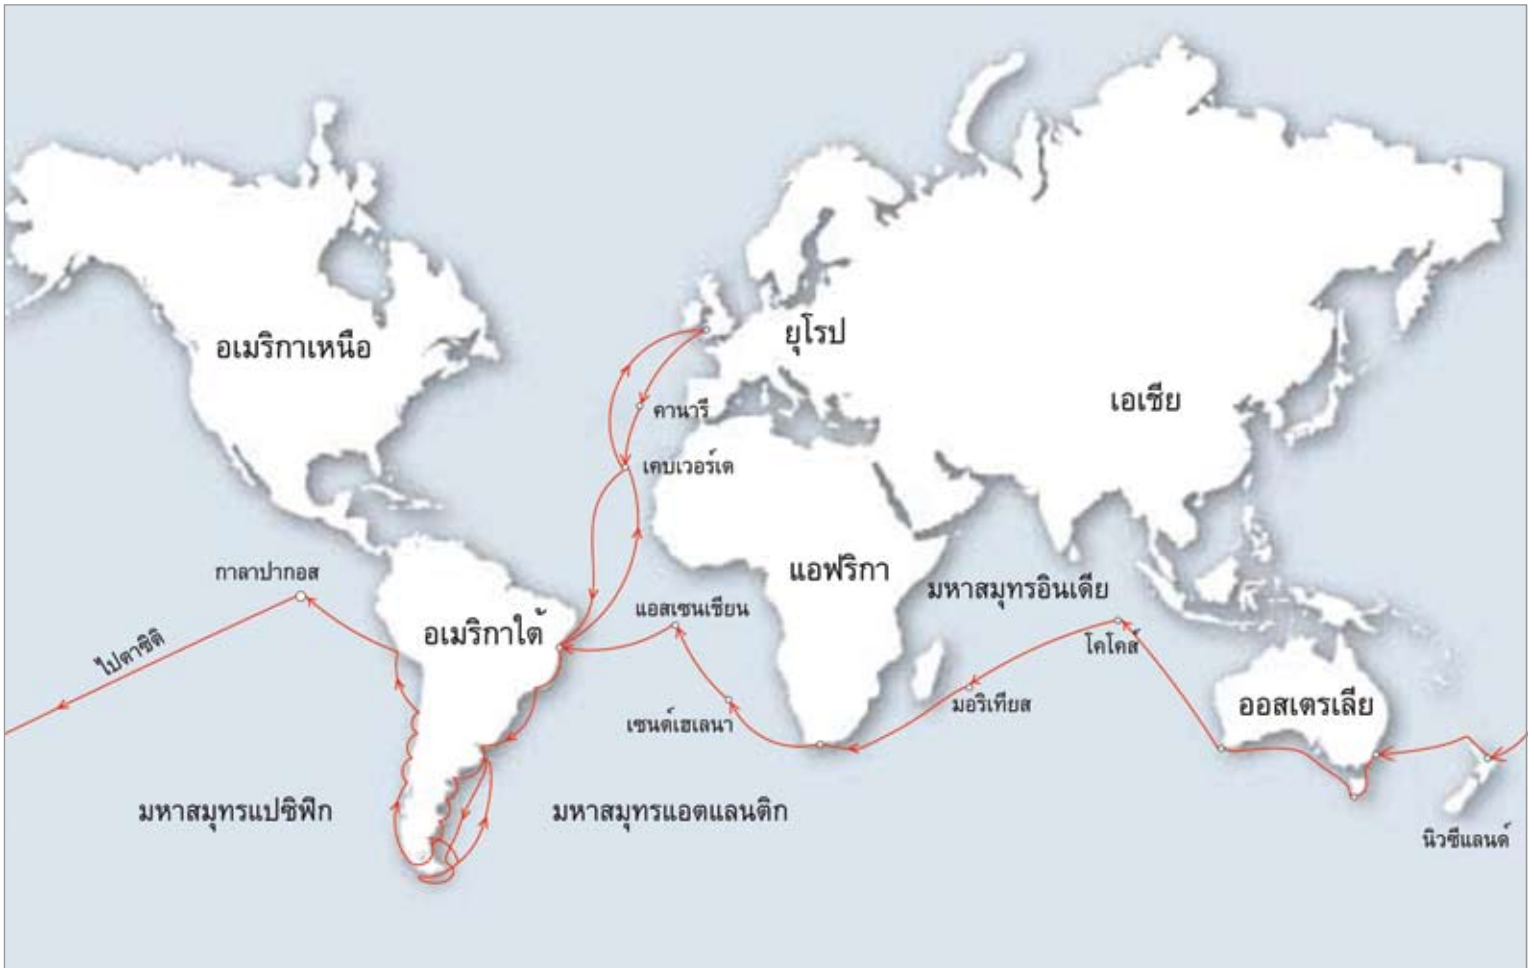 อเมริกาเหนือ
ยุโรป
เอเชีย
คานารี
เคบเวอร์เด
กาลาปากอส
แอฟริกา
มหาสมุทรอินเดีย
แอสเซนเชียน
อเมริกาใต้
ไปตาฮิติ
โคโคส์
เซนต์เฮเลนา
มอริเทียส
ออสเตรเลีย
มหาสมุทรแปซิฟิก
มหาสมุทรแอตแลนติก
นิวซีแลนด์